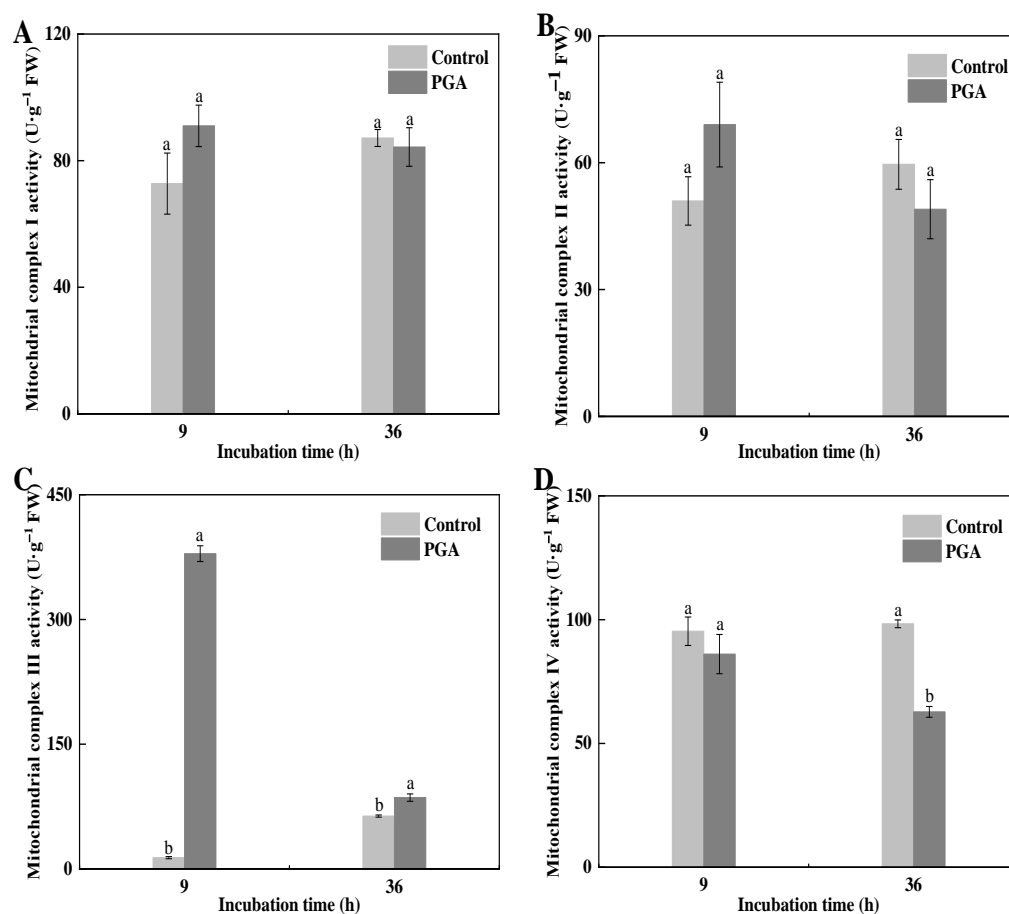 A
Mitochdrial complex I activity (U·g⁻¹ FW)
120
80
40
0
Control
PGA
a
a
a
a
9
36
Incubation time (h)
B
Mitochondrial complex II activity (U·g⁻¹ FW)
90
60
30
0
Control
PGA
a
a
a
a
9
36
Incubation time (h)
C
Mitochondrial complex III activity (U·g⁻¹ FW)
450
300
150
0
Control
PGA
b
a
b
a
9
36
Incubation time (h)
D
Mitochondrial complex IV activity (U·g⁻¹ FW)
150
100
50
0
Control
PGA
a
a
a
b
9
36
Incubation time (h)